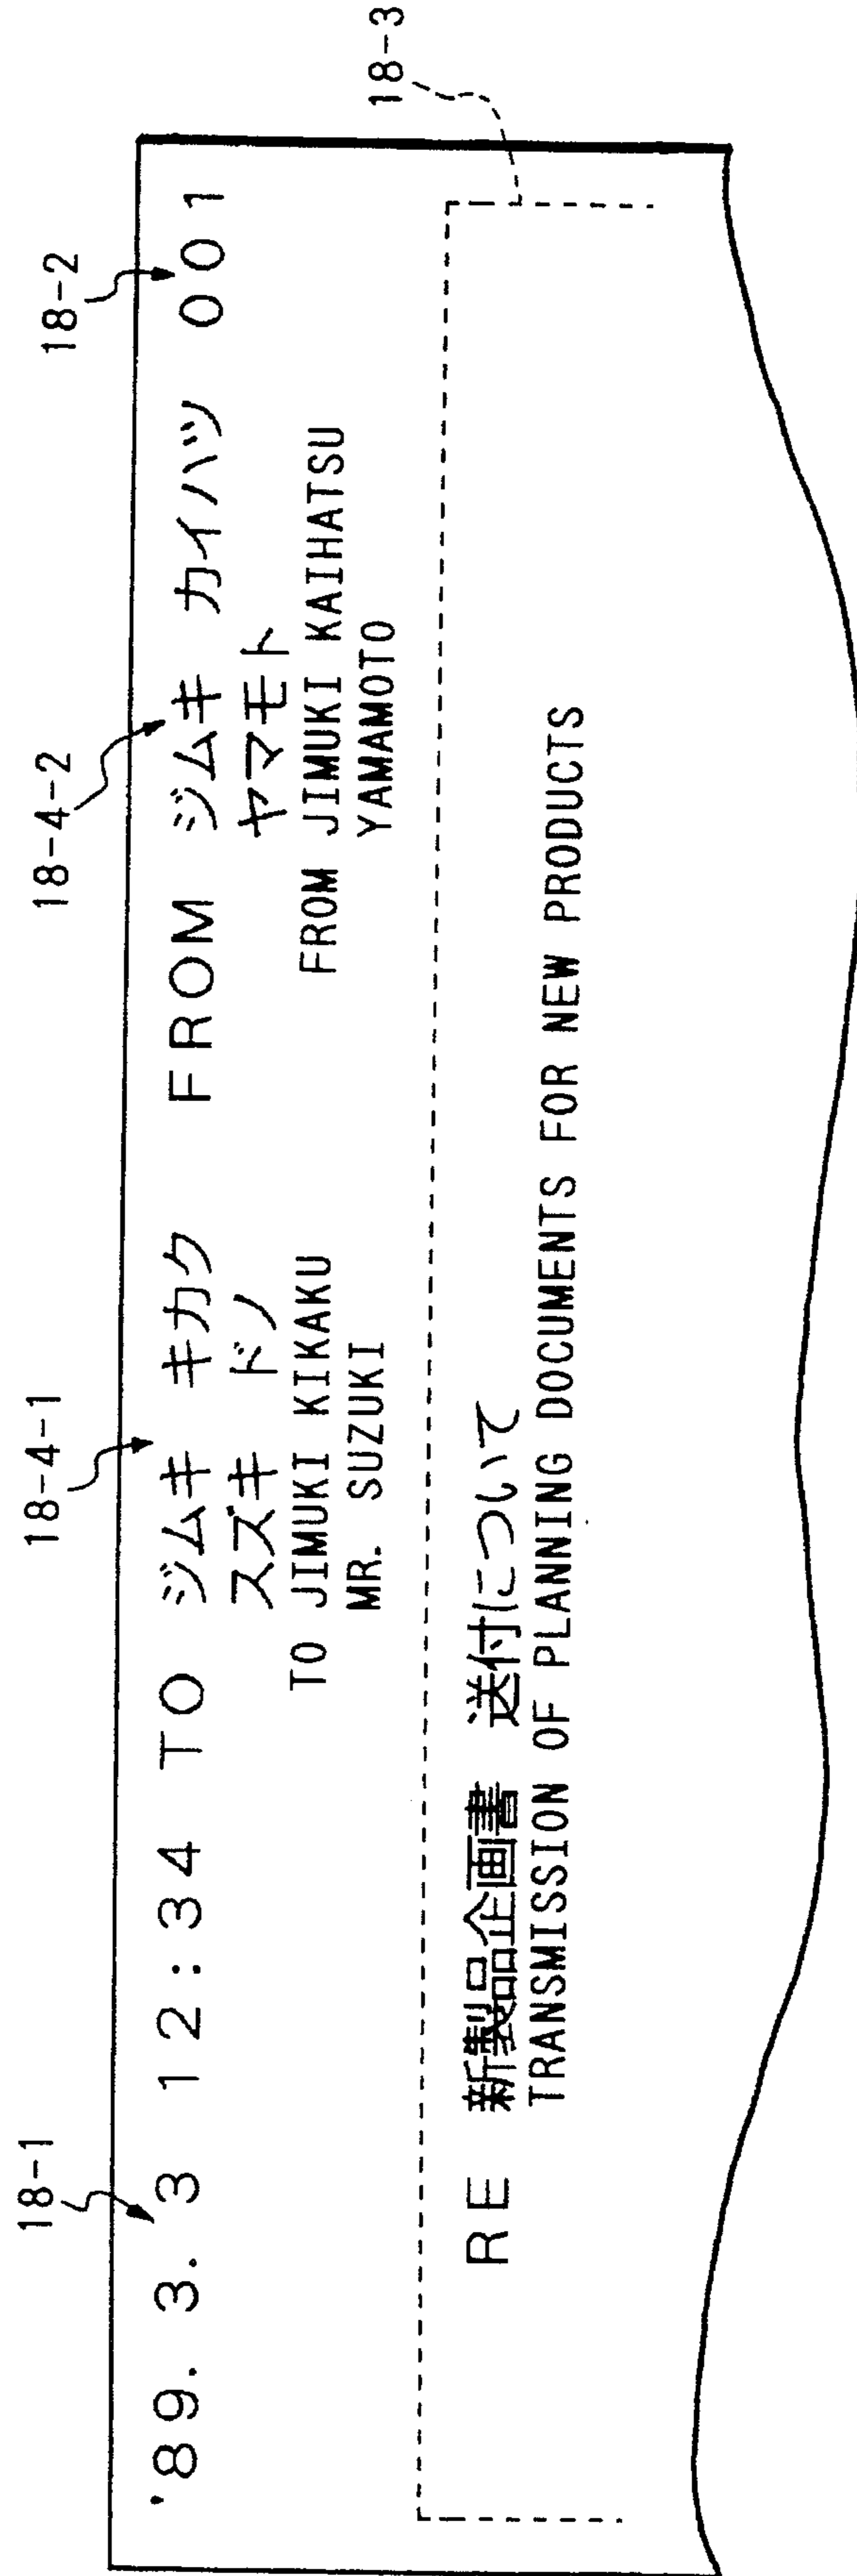 18-1 18-4-1 18-4-2 18-2 18-3
'89. 3. 3 12:34 TO ジムキ キカク FROM ジムキ カイハツ 001
スズキ ドノ ヤマモト
TO JIMUKI KIKAKU FROM JIMUKI KAIHATSU
MR. SUZUKI YAMAMOTO
RE 新製品企画書 送付について
TRANSMISSION OF PLANNING DOCUMENTS FOR NEW PRODUCTS